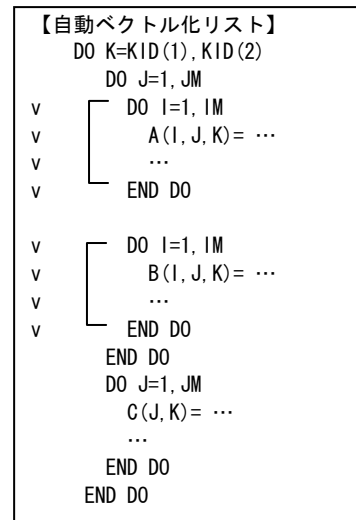 【自動ベクトル化リスト】
DO K=KID(1),KID(2)
DO J=1,JM
v DO I=1,IM
v A(I,J,K)= …
v …
v END DO
v DO I=1,IM
v B(I,J,K)= …
v …
v END DO
END DO
DO J=1,JM
C(J,K)= …
…
END DO
END DO